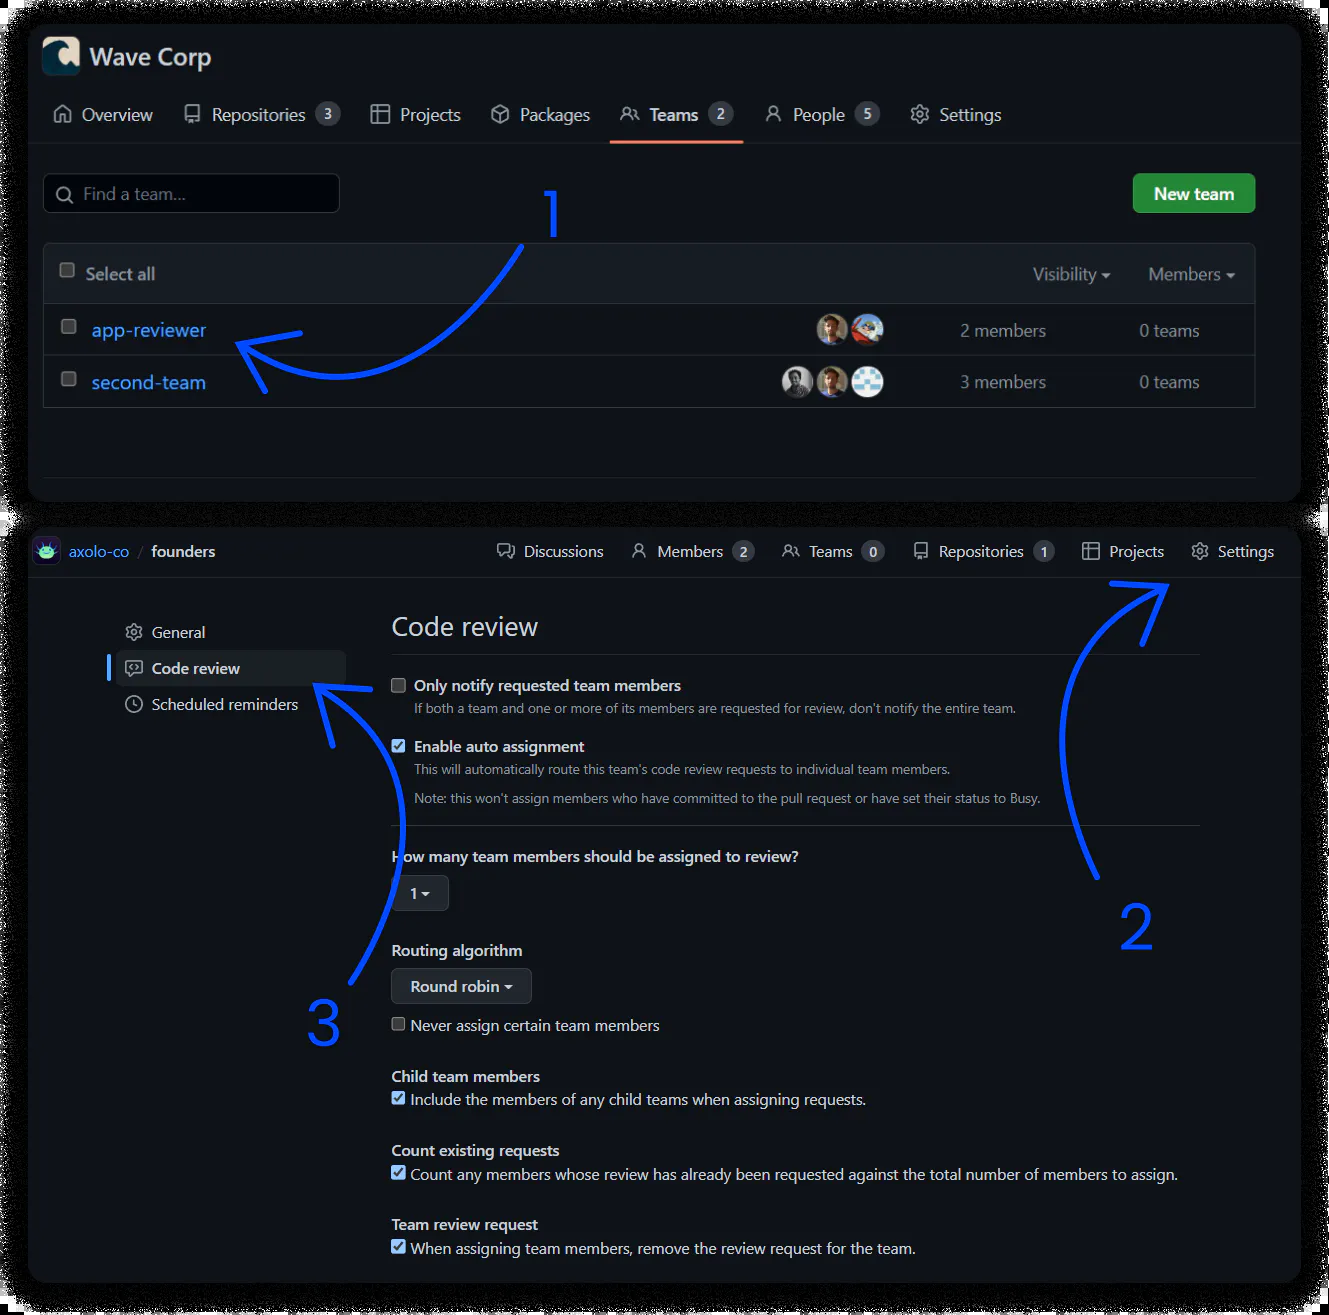 Wave Corp
Overview Repositories 3 Projects Packages Teams 2 People 5 Settings
Find a team...
New team
1
Select all Visibility Members
app-reviewer 2 members 0 teams
second-team 3 members 0 teams
axolo-co / founders Discussions Members 2 Teams 0 Repositories 1 Projects Settings
General
Code review
Scheduled reminders
Code review
Only notify requested team members
If both a team and one or more of its members are requested for review, don't notify the entire team.
Enable auto assignment
This will automatically route this team's code review requests to individual team members.
Note: this won't assign members who have committed to the pull request or have set their status to Busy.
How many team members should be assigned to review?
1
2
Routing algorithm
Round robin
3
Never assign certain team members
Child team members
Include the members of any child teams when assigning requests.
Count existing requests
Count any members whose review has already been requested against the total number of members to assign.
Team review request
When assigning team members, remove the review request for the team.